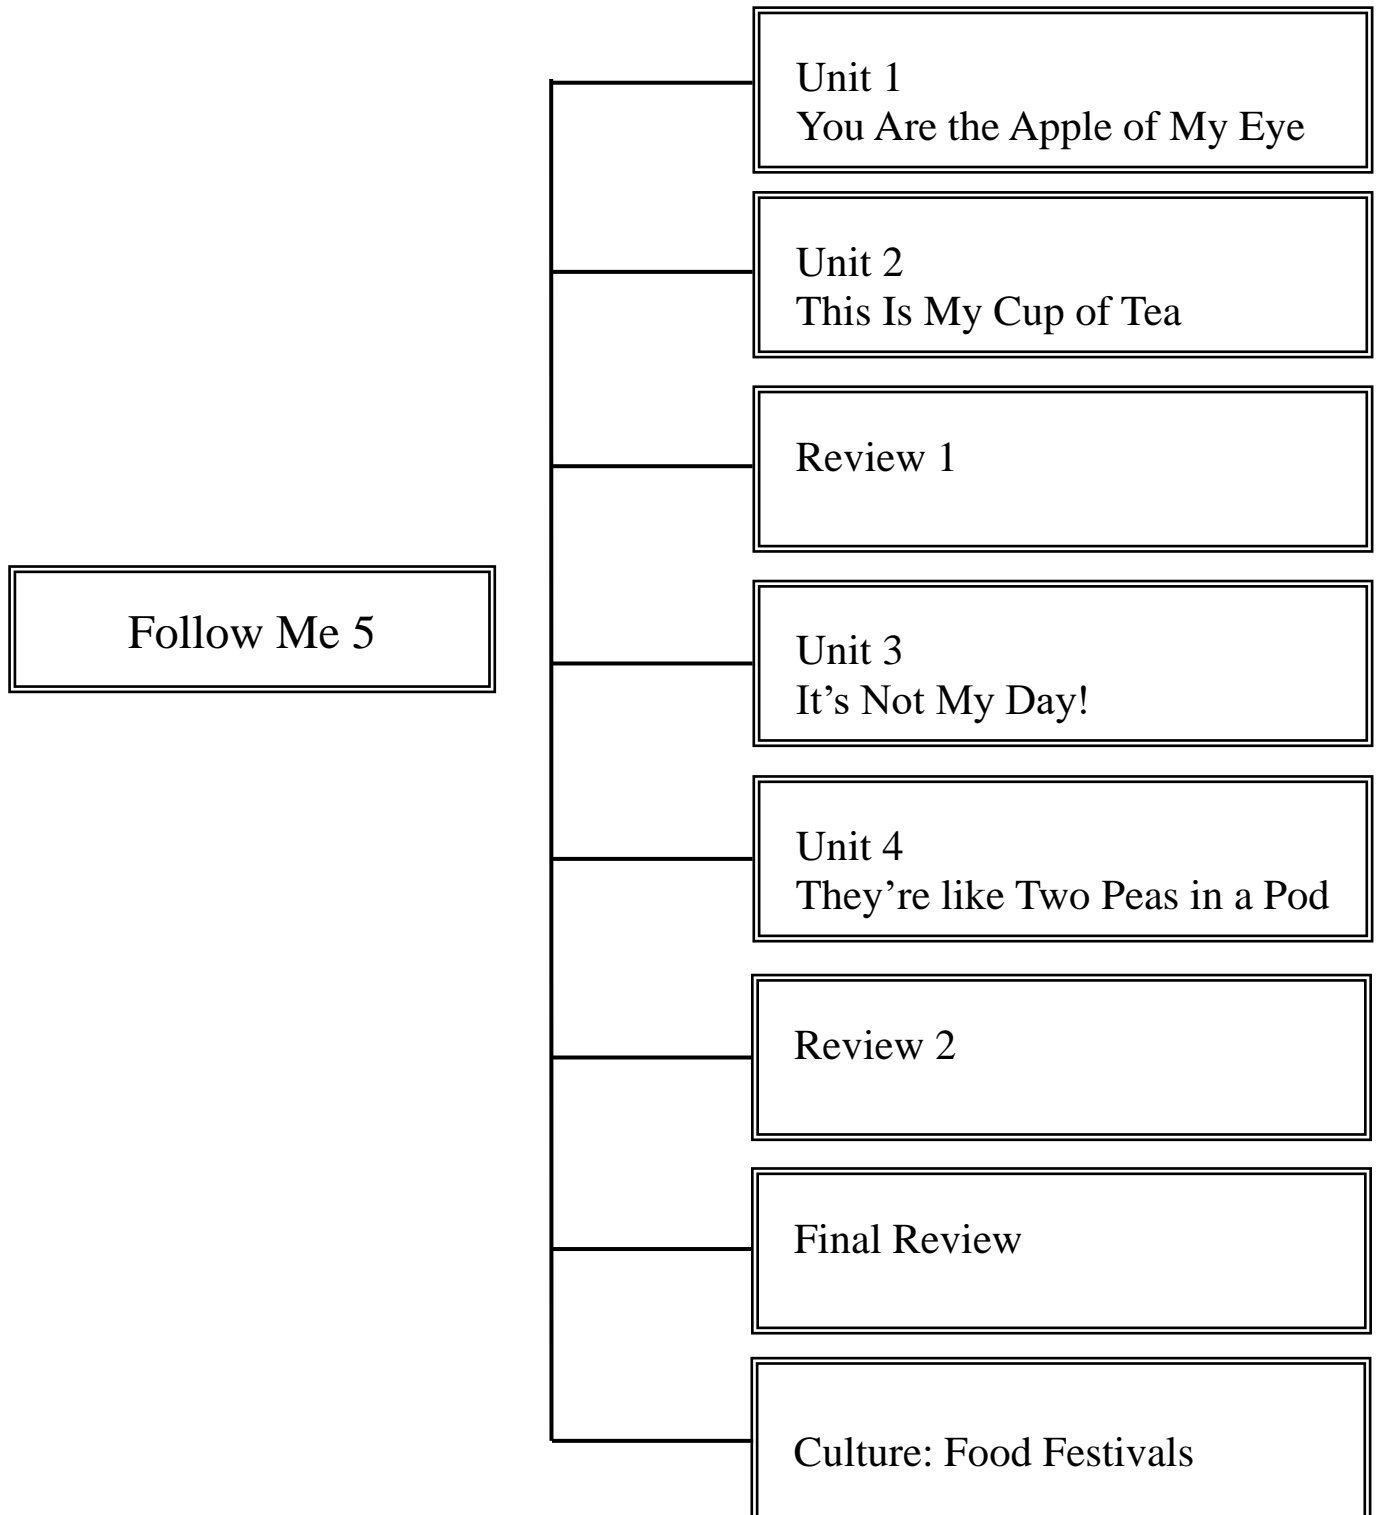 Follow Me 5
Unit 1
You Are the Apple of My Eye
Unit 2
This Is My Cup of Tea
Review 1
Unit 3
It’s Not My Day!
Unit 4
They’re like Two Peas in a Pod
Review 2
Final Review
Culture: Food Festivals